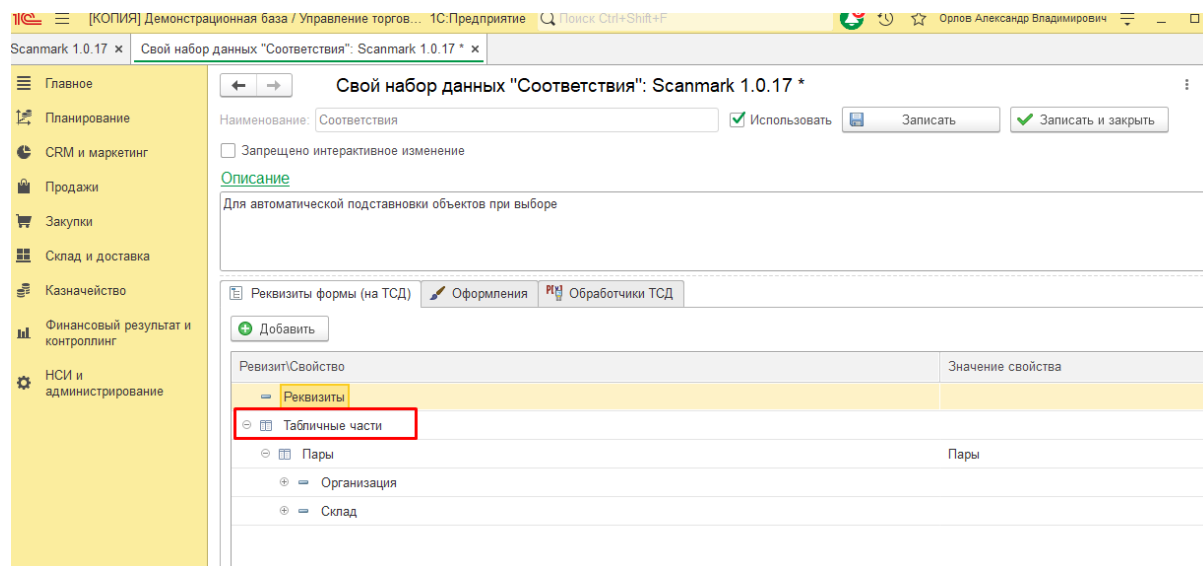 [КОПИЯ] Демонстрационная база / Управление торгов... 1С:Предприятие Поиск Ctrl+Shift+F Орлов Александр Владимирович
Scanmark 1.0.17 × Свой набор данных "Соответствия": Scanmark 1.0.17 * ×
Главное
Планирование
CRM и маркетинг
Продажи
Закупки
Склад и доставка
Казначейство
Финансовый результат и
контроллинг
НСИ и
администрирование
Свой набор данных "Соответствия": Scanmark 1.0.17 *
Наименование: Соответствия Использовать Записать Записать и закрыть
Запрещено интерактивное изменение
Описание
Для автоматической подставновки объектов при выборе
Реквизиты формы (на ТСД) Оформления Обработчики ТСД
Добавить
Ревизит\Свойство Значение свойства
Реквизиты
Табличные части
Пары Пары
Организация
Склад